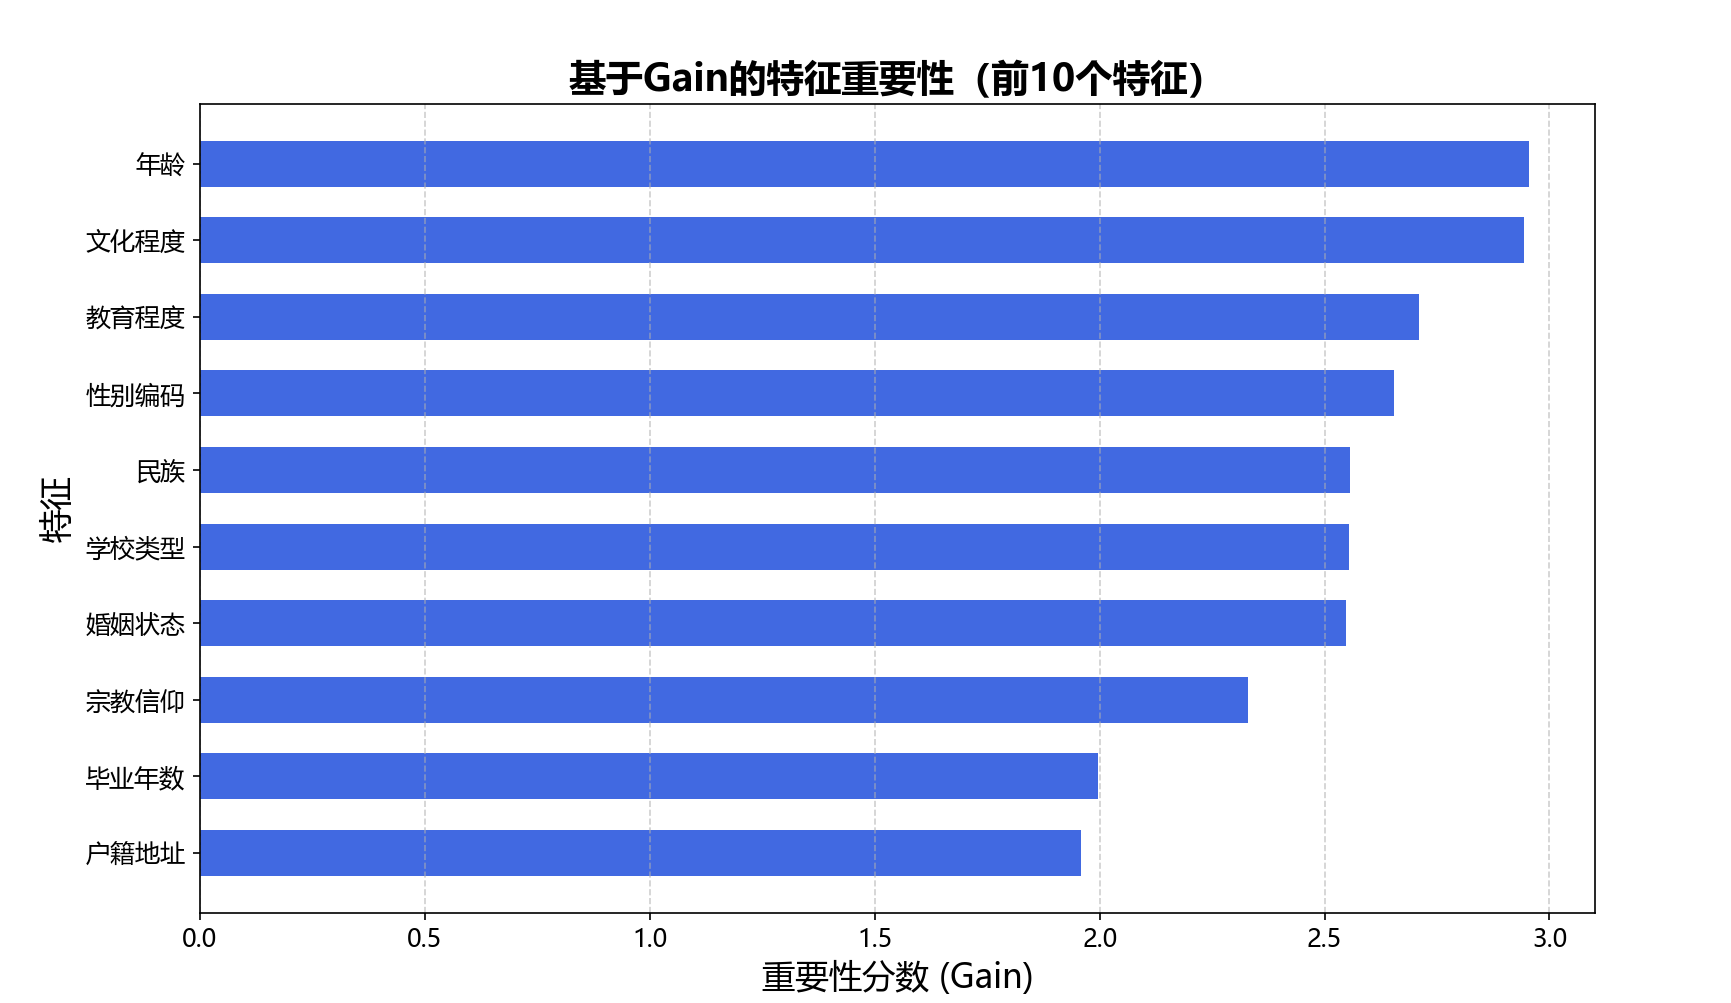 基于Gain的特征重要性（前10个特征）
年龄
文化程度
教育程度
性别编码
民族
学校类型
婚姻状态
宗教信仰
毕业年数
户籍地址
特征
0.0 0.5 1.0 1.5 2.0 2.5 3.0
重要性分数 (Gain)